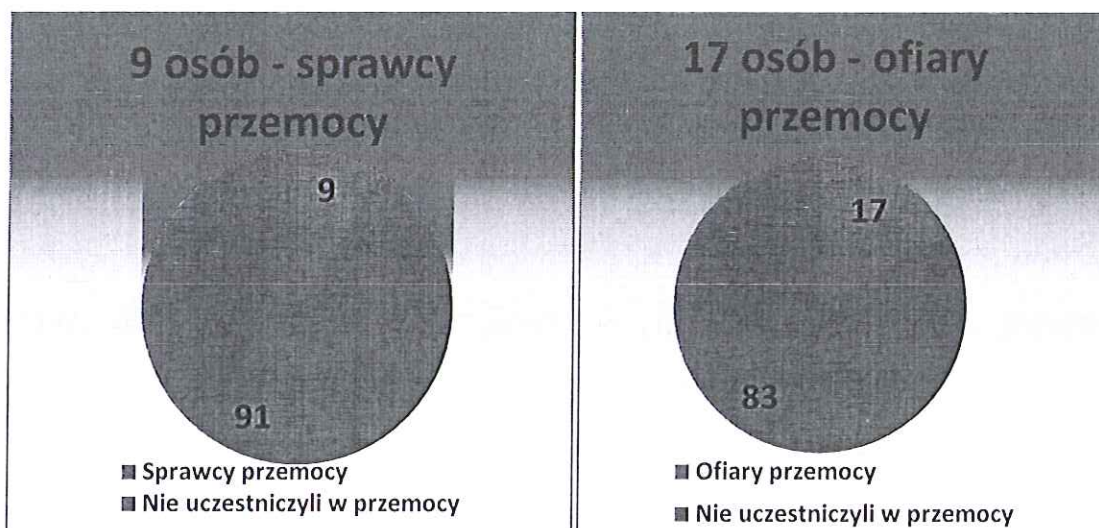 9 osób - sprawcy
przemocy
9
91
Sprawcy przemocy
Nie uczestniczyli w przemocy
17 osób - ofiary
przemocy
17
83
Ofiary przemocy
Nie uczestniczyli w przemocy